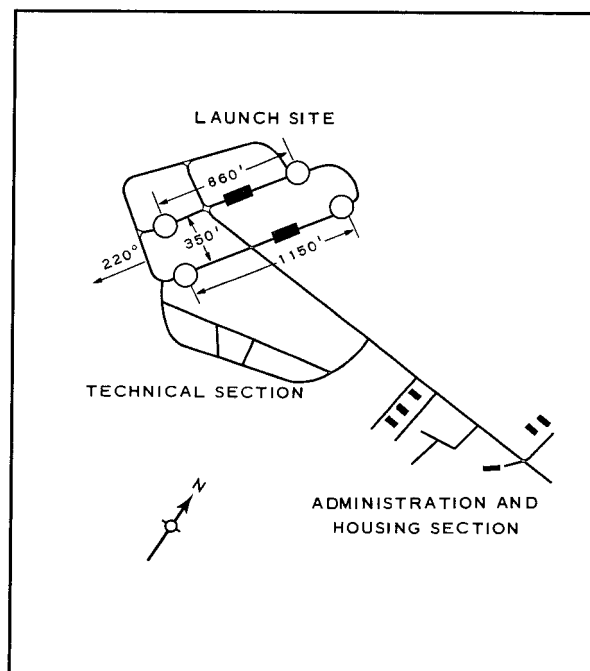 LAUNCH SITE
860'
350'
220°
1150'
TECHNICAL SECTION
N
ADMINISTRATION AND
HOUSING SECTION